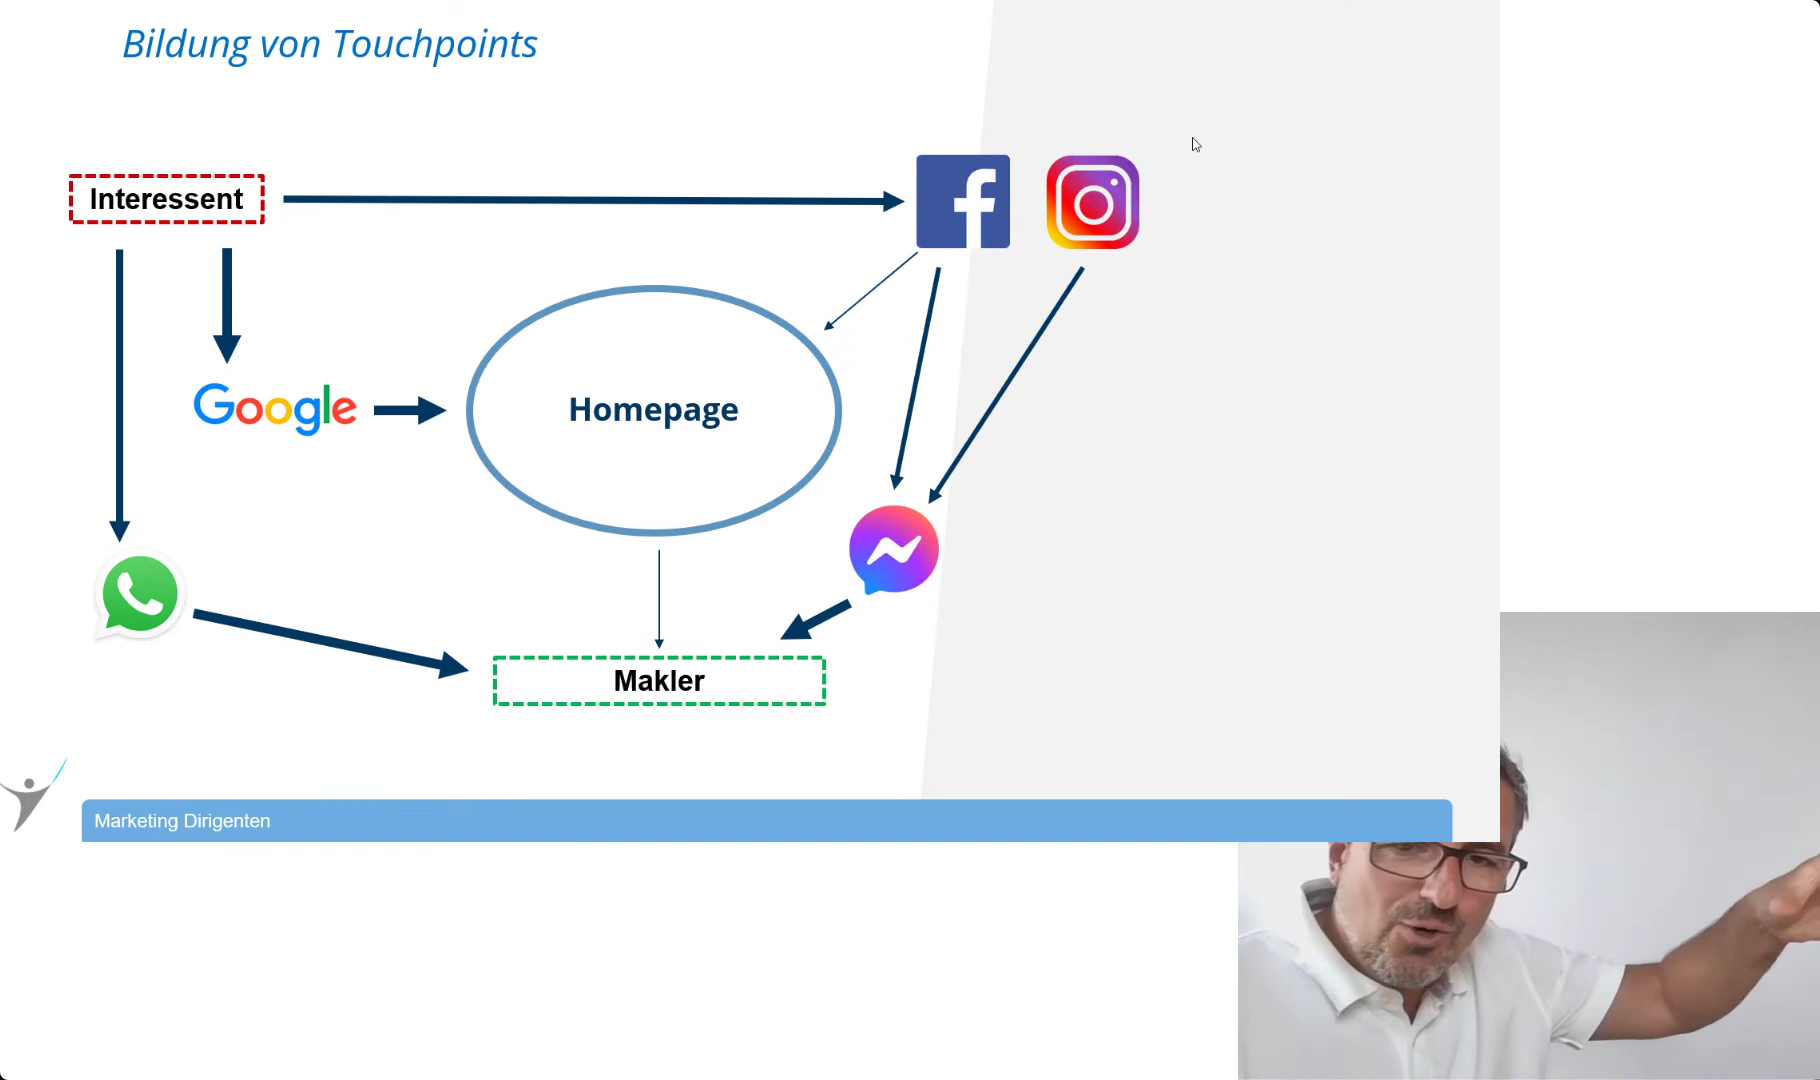 Bildung von Touchpoints
Interessent
Google
Homepage
Makler
Marketing Dirigenten